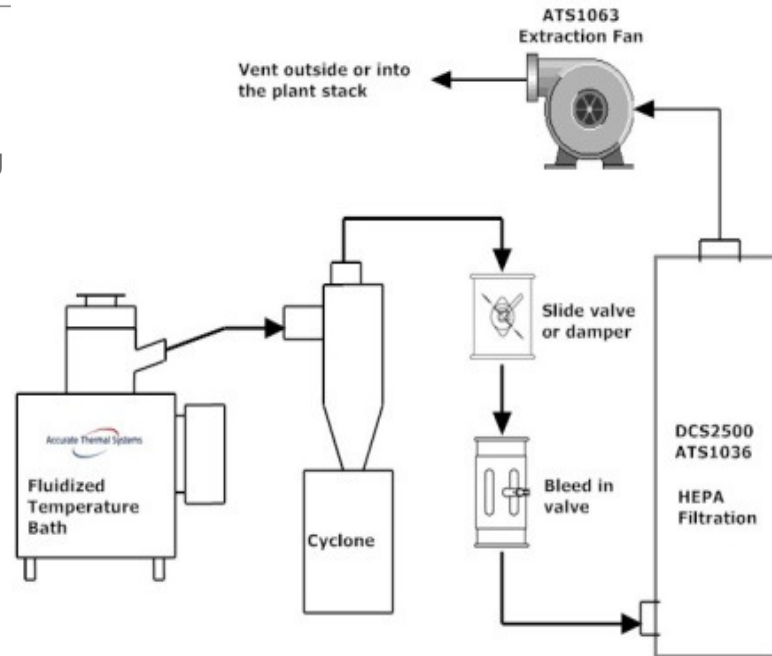 ATS1063
Extraction Fan
Vent outside or into
the plant stack
Slide valve
or damper
Accurate Thermal Systems
Fluidized
Temperature
Bath
Cyclone
Bleed in
valve
DCS2500
ATS1036
HEPA
Filtration